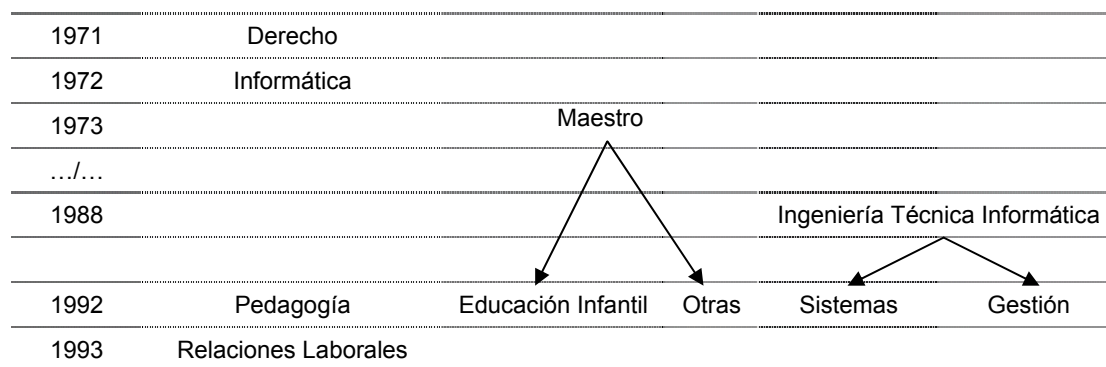 1971 Derecho
1972 Informática
1973 Maestro
…/…
1988 Ingeniería Técnica Informática
1992 Pedagogía Educación Infantil Otras Sistemas Gestión
1993 Relaciones Laborales